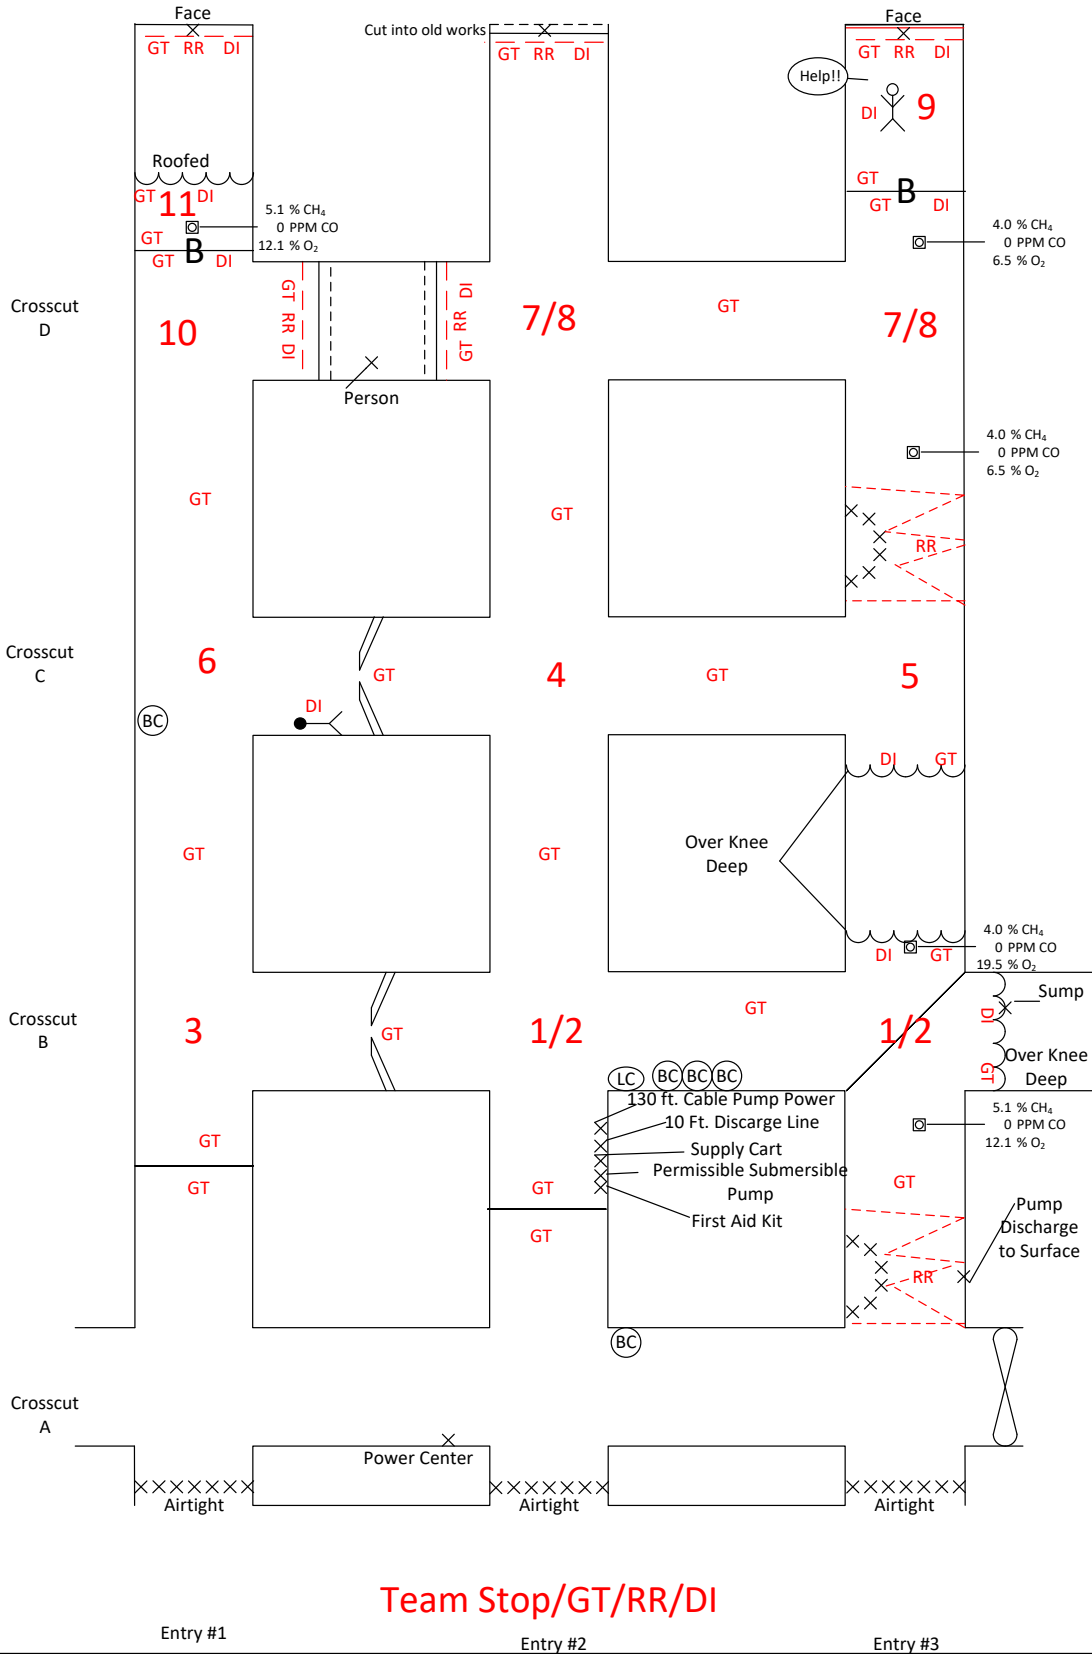 Face
Cut into old works
Face
GT RR DI
GT RR DI
GT RR DI
Help!!
DI
9
Roofed
GT DI
11
GT
B
GT DI
5.1 % CH₄
0 PPM CO
12.1 % O₂
GT
B
GT DI
4.0 % CH₄
0 PPM CO
6.5 % O₂
Crosscut
D
10
GT RR DI
GT RR DI
7/8
GT
7/8
Person
4.0 % CH₄
0 PPM CO
6.5 % O₂
GT
GT
RR
Crosscut
C
6
GT
4
GT
5
BC
DI
DI GT
GT
GT
Over Knee
Deep
DI GT
4.0 % CH₄
0 PPM CO
19.5 % O₂
Sump
DI
GT
Over Knee
Deep
Crosscut
B
3
GT
1/2
GT
1/2
LC
BC
BC
BC
130 ft. Cable Pump Power
10 Ft. Discarge Line
Supply Cart
Permissible Submersible
Pump
First Aid Kit
5.1 % CH₄
0 PPM CO
12.1 % O₂
GT
GT
GT
GT
GT
Pump
Discharge
to Surface
RR
BC
Crosscut
A
Power Center
Airtight
Airtight
Airtight
Team Stop/GT/RR/DI
Entry #1
Entry #2
Entry #3